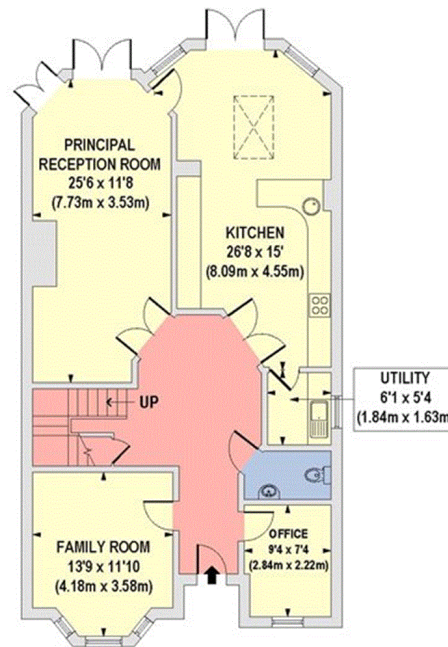 PRINCIPAL
RECEPTION ROOM
25'6 x 11'8
(7.73m x 3.53m)
KITCHEN
26'8 x 15'
(8.09m x 4.55m)
UTILITY
6'1 x 5'4
(1.84m x 1.63m)
UP
FAMILY ROOM
13'9 x 11'10
(4.18m x 3.58m)
OFFICE
9'4 x 7'4
(2.84m x 2.22m)